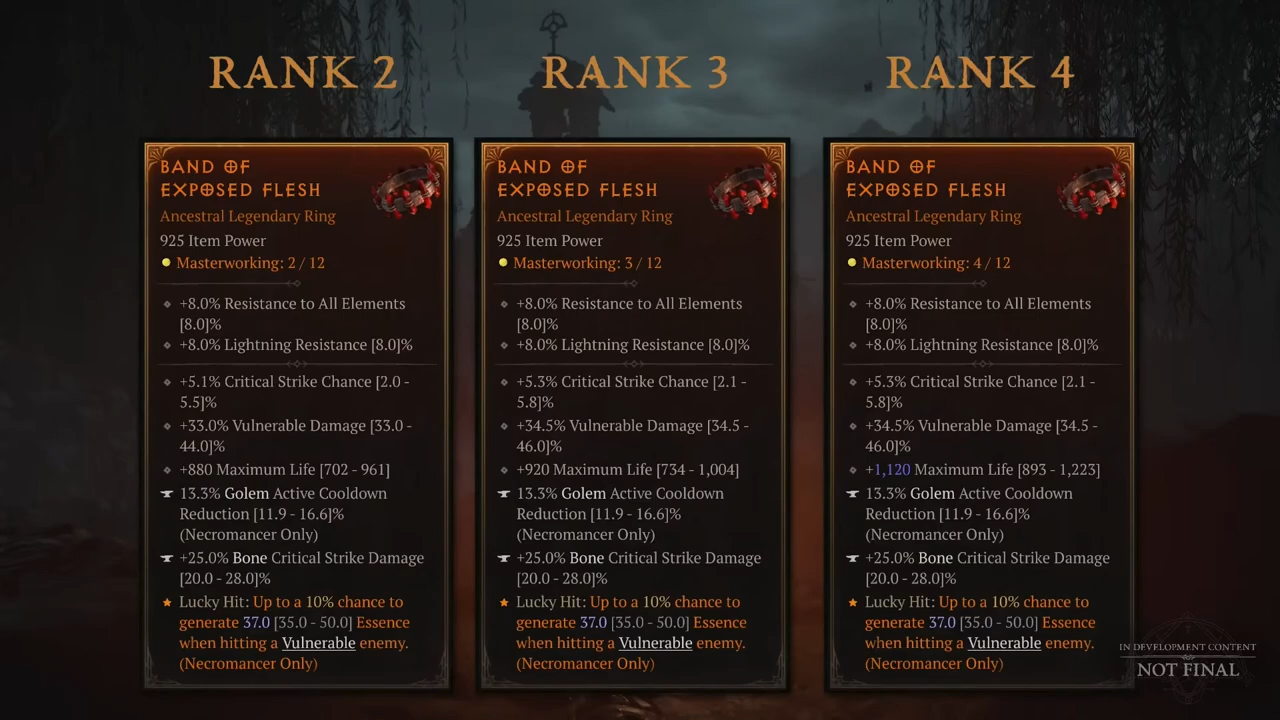 RANK 2
BAND OF
EXPOSED FLESH
Ancestral Legendary Ring
925 Item Power
Masterworking: 2 / 12
+8.0% Resistance to All Elements
[8.0]%
+8.0% Lightning Resistance [8.0]%
+5.1% Critical Strike Chance [2.0 -
5.5]%
+33.0% Vulnerable Damage [33.0 -
44.0]%
+880 Maximum Life [702 - 961]
13.3% Golem Active Cooldown
Reduction [11.9 - 16.6]%
(Necromancer Only)
+25.0% Bone Critical Strike Damage
[20.0 - 28.0]%
Lucky Hit: Up to a 10% chance to
generate 37.0 [35.0 - 50.0] Essence
when hitting a Vulnerable enemy.
(Necromancer Only)
RANK 3
BAND OF
EXPOSED FLESH
Ancestral Legendary Ring
925 Item Power
Masterworking: 3 / 12
+8.0% Resistance to All Elements
[8.0]%
+8.0% Lightning Resistance [8.0]%
+5.3% Critical Strike Chance [2.1 -
5.8]%
+34.5% Vulnerable Damage [34.5 -
46.0]%
+920 Maximum Life [734 - 1,004]
13.3% Golem Active Cooldown
Reduction [11.9 - 16.6]%
(Necromancer Only)
+25.0% Bone Critical Strike Damage
[20.0 - 28.0]%
Lucky Hit: Up to a 10% chance to
generate 37.0 [35.0 - 50.0] Essence
when hitting a Vulnerable enemy.
(Necromancer Only)
RANK 4
BAND OF
EXPOSED FLESH
Ancestral Legendary Ring
925 Item Power
Masterworking: 4 / 12
+8.0% Resistance to All Elements
[8.0]%
+8.0% Lightning Resistance [8.0]%
+5.3% Critical Strike Chance [2.1 -
5.8]%
+34.5% Vulnerable Damage [34.5 -
46.0]%
+1,120 Maximum Life [893 - 1,223]
13.3% Golem Active Cooldown
Reduction [11.9 - 16.6]%
(Necromancer Only)
+25.0% Bone Critical Strike Damage
[20.0 - 28.0]%
Lucky Hit: Up to a 10% chance to
generate 37.0 [35.0 - 50.0] Essence
when hitting a Vulnerable enemy.
(Necromancer Only)
IN DEVELOPMENT CONTENT
NOT FINAL